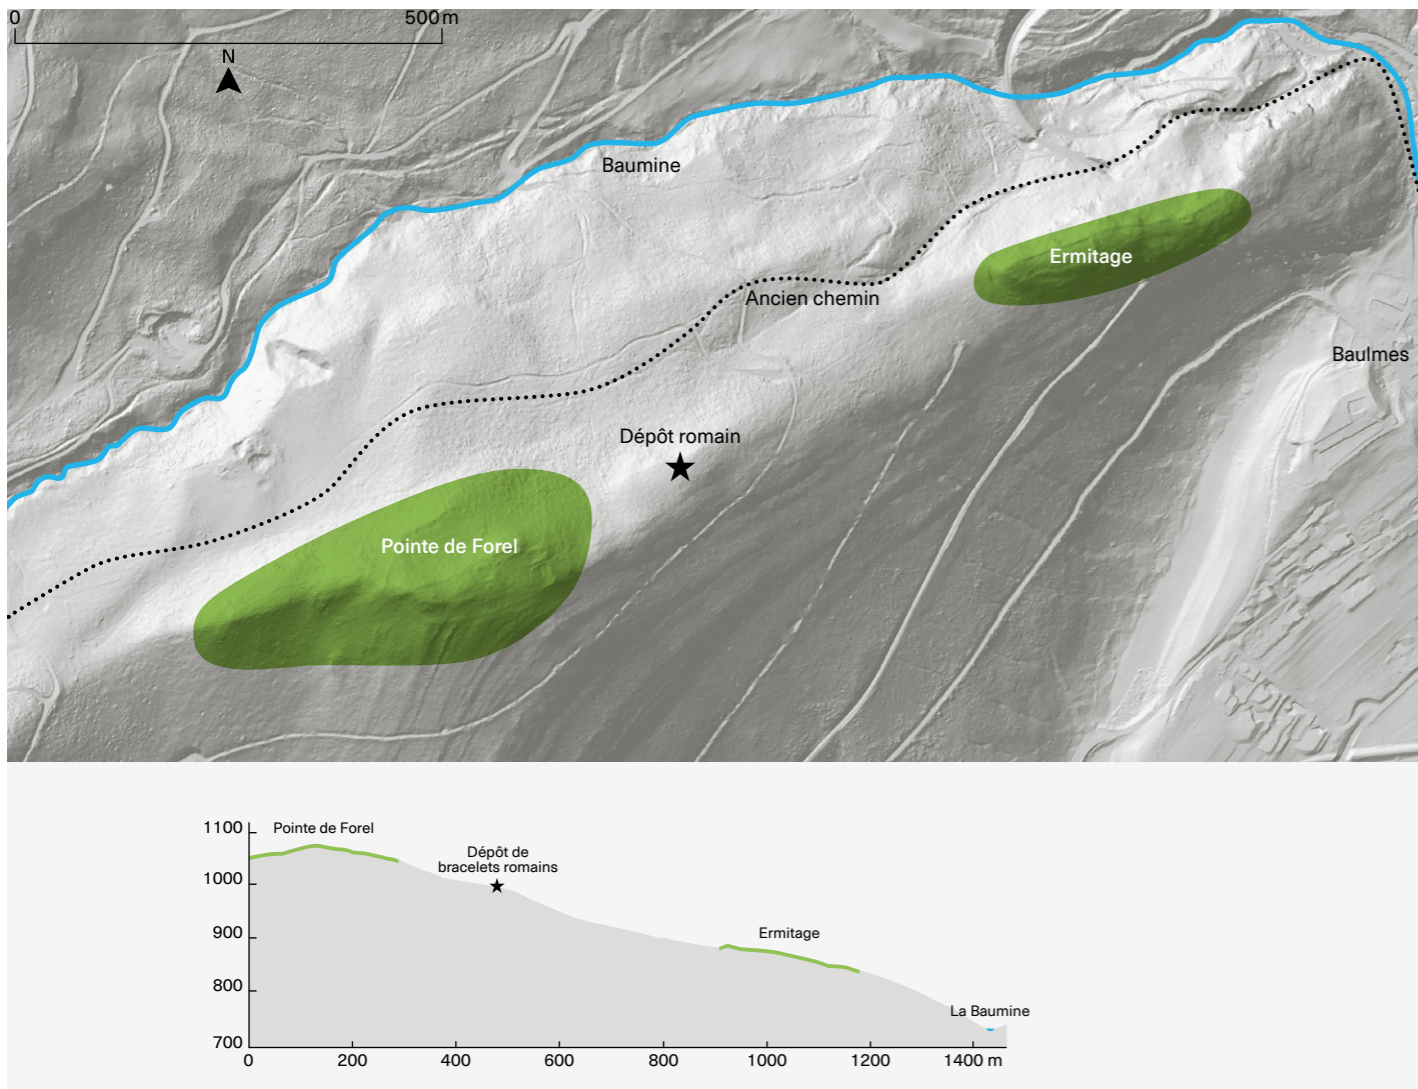 0 500 m
N
Baumine
Ermitage
Ancien chemin
Baulmes
Dépôt romain
Pointe de Forel
1100
1000
900
800
700
Pointe de Forel
Dépôt de
bracelets romains
Ermitage
La Baumine
0 200 400 600 800 1000 1200 1400 m